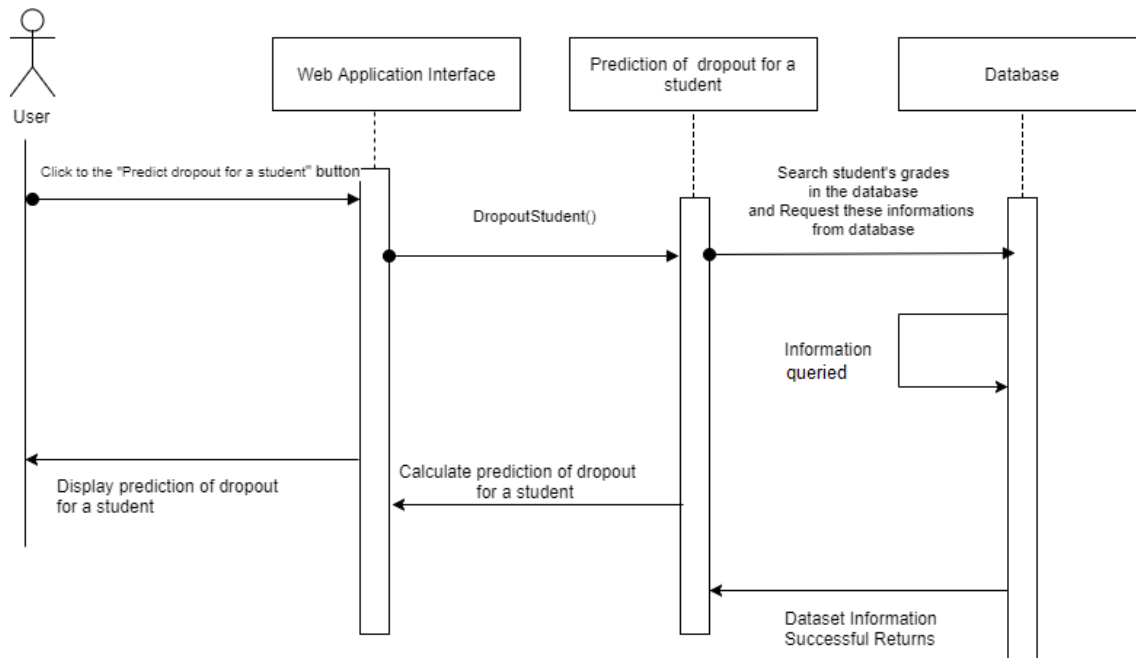 User
Web Application Interface
Prediction of dropout for a
student
Database
Click to the "Predict dropout for a student" button
DropoutStudent()
Search student's grades
in the database
and Request these informations
from database
Information
queried
Display prediction of dropout
for a student
Calculate prediction of dropout
for a student
Dataset Information
Successful Returns